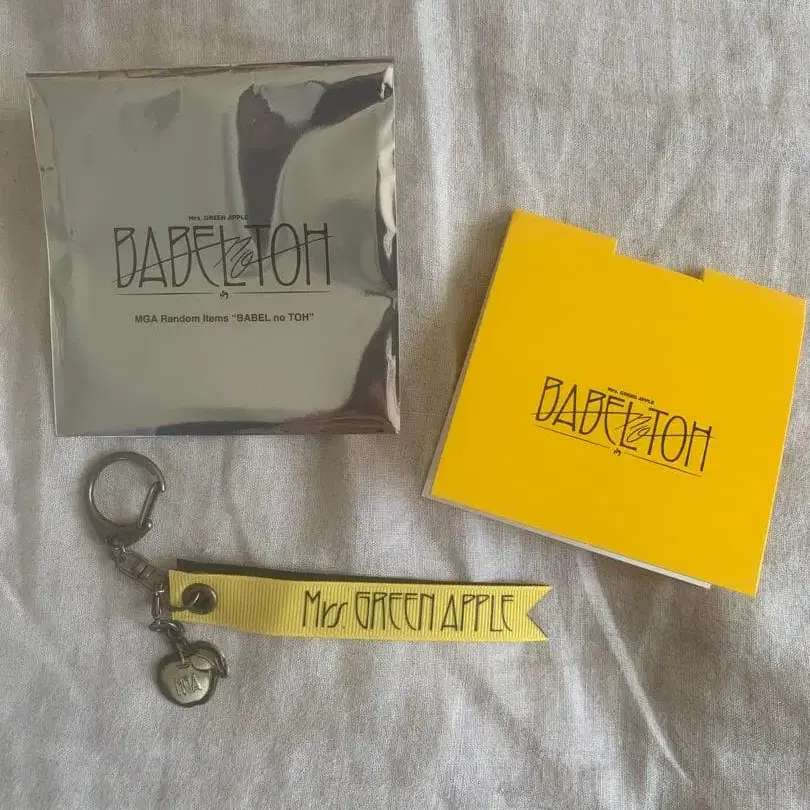 Mrs. GREEN APPLE
BABEL no TOH
MGA Random Items "BABEL no TOH"
Mrs. GREEN APPLE
BABEL no TOH
Mrs. GREEN APPLE
MGA